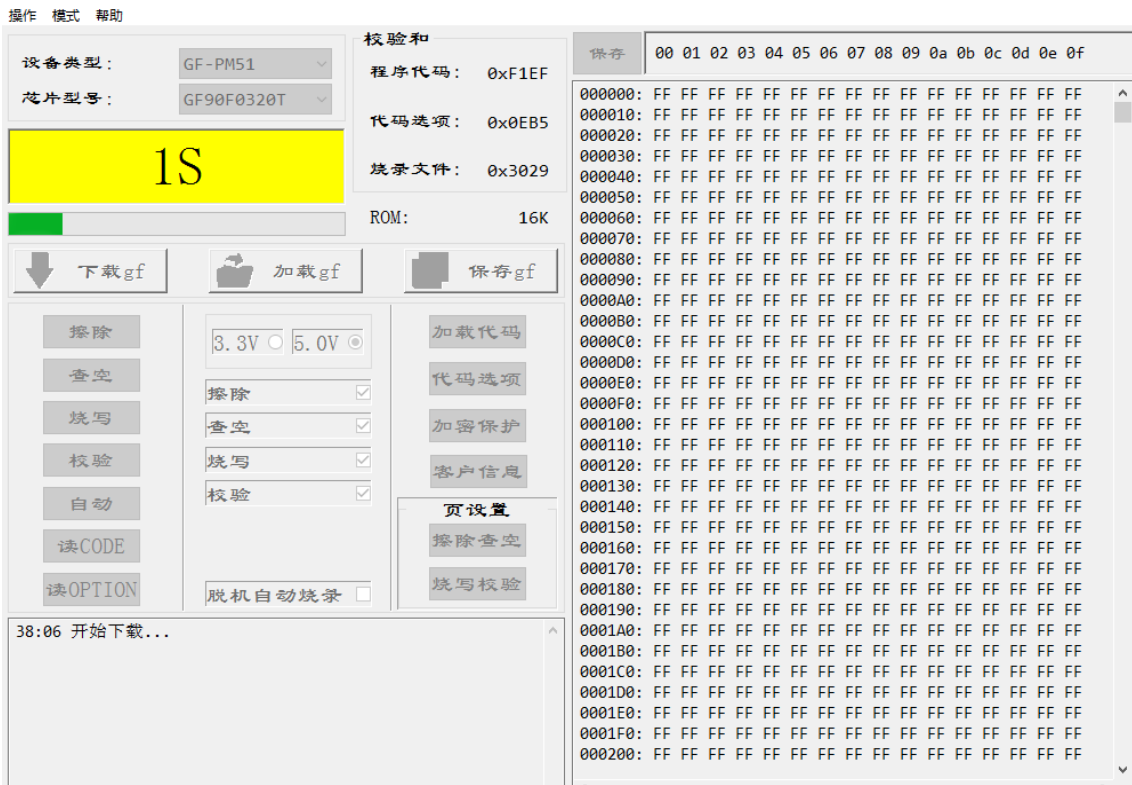 操作 模式 帮助
设备类型: GF-PM51
芯片型号: GF90F0320T
1S
校验和
程序代码: 0xF1EF
代码选项: 0x0EB5
烧录文件: 0x3029
ROM: 16K
下载gf 加载gf 保存gf
擦除
查空
烧写
校验
自动
读CODE
读OPTION
3.3V 5.0V
擦除
查空
烧写
校验
脱机自动烧录
加载代码
代码选项
加密保护
客户信息
页设置
擦除查空
烧写校验
38:06 开始下载...
保存 00 01 02 03 04 05 06 07 08 09 0a 0b 0c 0d 0e 0f
000000: FF FF FF FF FF FF FF FF FF FF FF FF FF FF FF FF
000010: FF FF FF FF FF FF FF FF FF FF FF FF FF FF FF FF
000020: FF FF FF FF FF FF FF FF FF FF FF FF FF FF FF FF
000030: FF FF FF FF FF FF FF FF FF FF FF FF FF FF FF FF
000040: FF FF FF FF FF FF FF FF FF FF FF FF FF FF FF FF
000050: FF FF FF FF FF FF FF FF FF FF FF FF FF FF FF FF
000060: FF FF FF FF FF FF FF FF FF FF FF FF FF FF FF FF
000070: FF FF FF FF FF FF FF FF FF FF FF FF FF FF FF FF
000080: FF FF FF FF FF FF FF FF FF FF FF FF FF FF FF FF
000090: FF FF FF FF FF FF FF FF FF FF FF FF FF FF FF FF
0000A0: FF FF FF FF FF FF FF FF FF FF FF FF FF FF FF FF
0000B0: FF FF FF FF FF FF FF FF FF FF FF FF FF FF FF FF
0000C0: FF FF FF FF FF FF FF FF FF FF FF FF FF FF FF FF
0000D0: FF FF FF FF FF FF FF FF FF FF FF FF FF FF FF FF
0000E0: FF FF FF FF FF FF FF FF FF FF FF FF FF FF FF FF
0000F0: FF FF FF FF FF FF FF FF FF FF FF FF FF FF FF FF
000100: FF FF FF FF FF FF FF FF FF FF FF FF FF FF FF FF
000110: FF FF FF FF FF FF FF FF FF FF FF FF FF FF FF FF
000120: FF FF FF FF FF FF FF FF FF FF FF FF FF FF FF FF
000130: FF FF FF FF FF FF FF FF FF FF FF FF FF FF FF FF
000140: FF FF FF FF FF FF FF FF FF FF FF FF FF FF FF FF
000150: FF FF FF FF FF FF FF FF FF FF FF FF FF FF FF FF
000160: FF FF FF FF FF FF FF FF FF FF FF FF FF FF FF FF
000170: FF FF FF FF FF FF FF FF FF FF FF FF FF FF FF FF
000180: FF FF FF FF FF FF FF FF FF FF FF FF FF FF FF FF
000190: FF FF FF FF FF FF FF FF FF FF FF FF FF FF FF FF
0001A0: FF FF FF FF FF FF FF FF FF FF FF FF FF FF FF FF
0001B0: FF FF FF FF FF FF FF FF FF FF FF FF FF FF FF FF
0001C0: FF FF FF FF FF FF FF FF FF FF FF FF FF FF FF FF
0001D0: FF FF FF FF FF FF FF FF FF FF FF FF FF FF FF FF
0001E0: FF FF FF FF FF FF FF FF FF FF FF FF FF FF FF FF
0001F0: FF FF FF FF FF FF FF FF FF FF FF FF FF FF FF FF
000200: FF FF FF FF FF FF FF FF FF FF FF FF FF FF FF FF